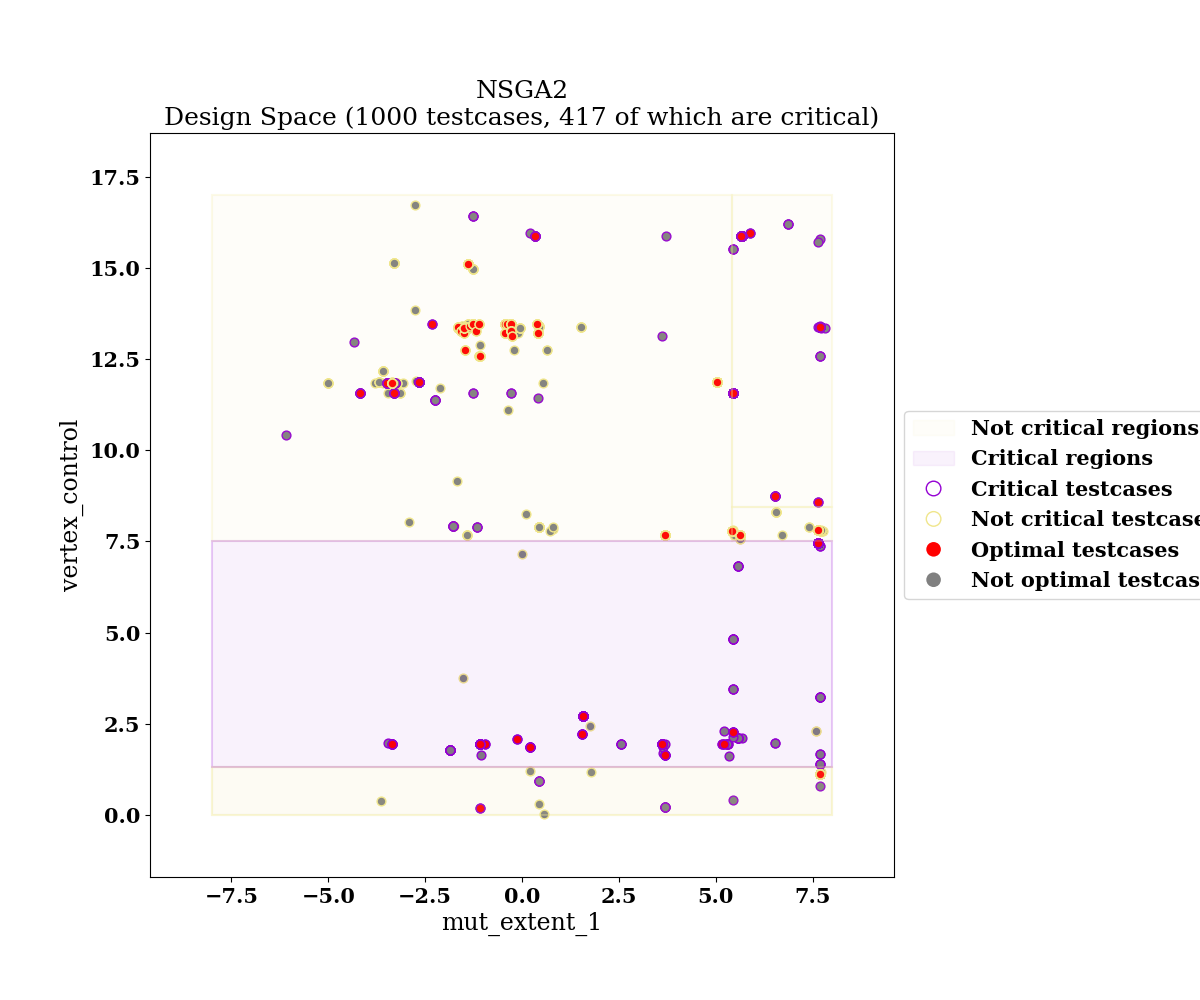 NSGA2
Design Space (1000 testcases, 417 of which are critical)
17.5
15.0
12.5
10.0
7.5
5.0
2.5
0.0
vertex_control
−7.5 −5.0 −2.5 0.0 2.5 5.0 7.5
mut_extent_1
Not critical regions
Critical regions
Critical testcases
Not critical testcase
Optimal testcases
Not optimal testcas